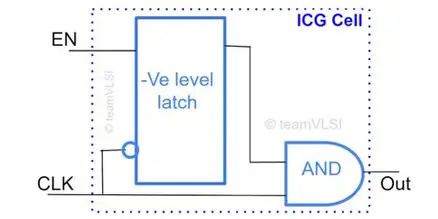 ICG Cell
EN
-Ve level
latch
© teamVLSI
© teamVLSI
AND
CLK
Out